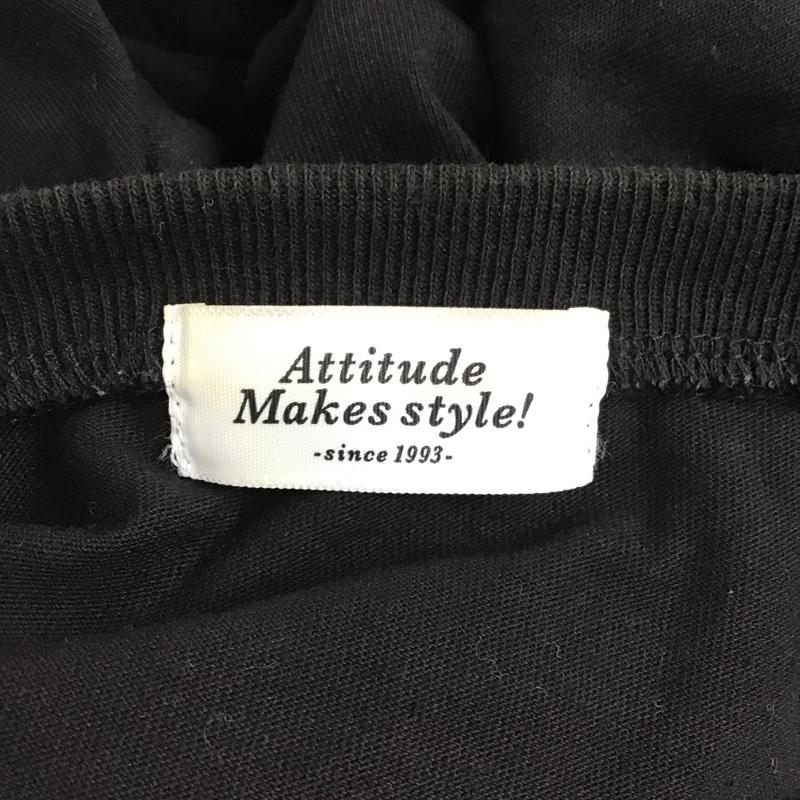 Attitude
Makes style!
-since 1993-